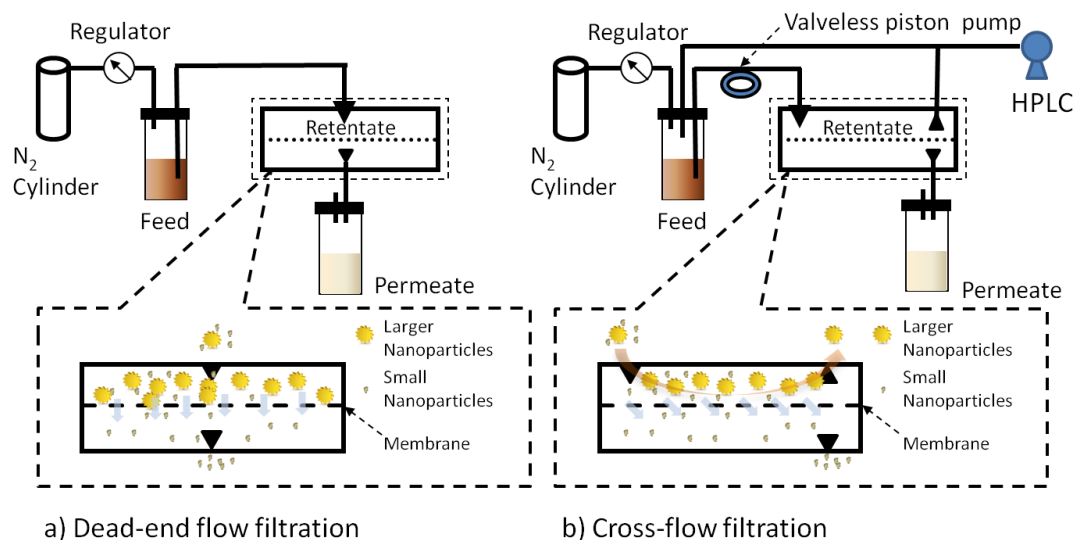 Regulator
N2
Cylinder
Feed
Retentate
Permeate
Larger
Nanoparticles
Small
Nanoparticles
Membrane
a) Dead-end flow filtration
Valveless piston pump
Regulator
HPLC
N2
Cylinder
Feed
Retentate
Permeate
Larger
Nanoparticles
Small
Nanoparticles
Membrane
b) Cross-flow filtration